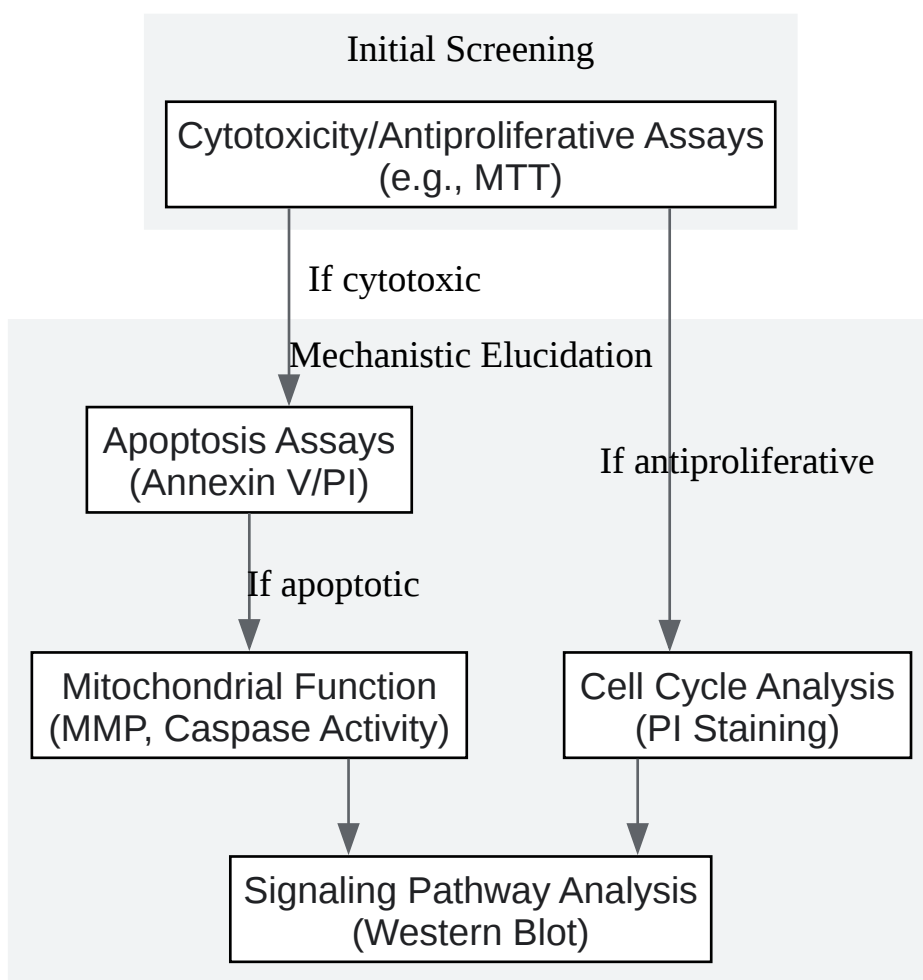 Initial Screening
Cytotoxicity/Antiproliferative Assays
(e.g., MTT)
If cytotoxic
Mechanistic Elucidation
Apoptosis Assays
(Annexin V/PI)
If antiproliferative
If apoptotic
Mitochondrial Function
(MMP, Caspase Activity)
Cell Cycle Analysis
(PI Staining)
Signaling Pathway Analysis
(Western Blot)